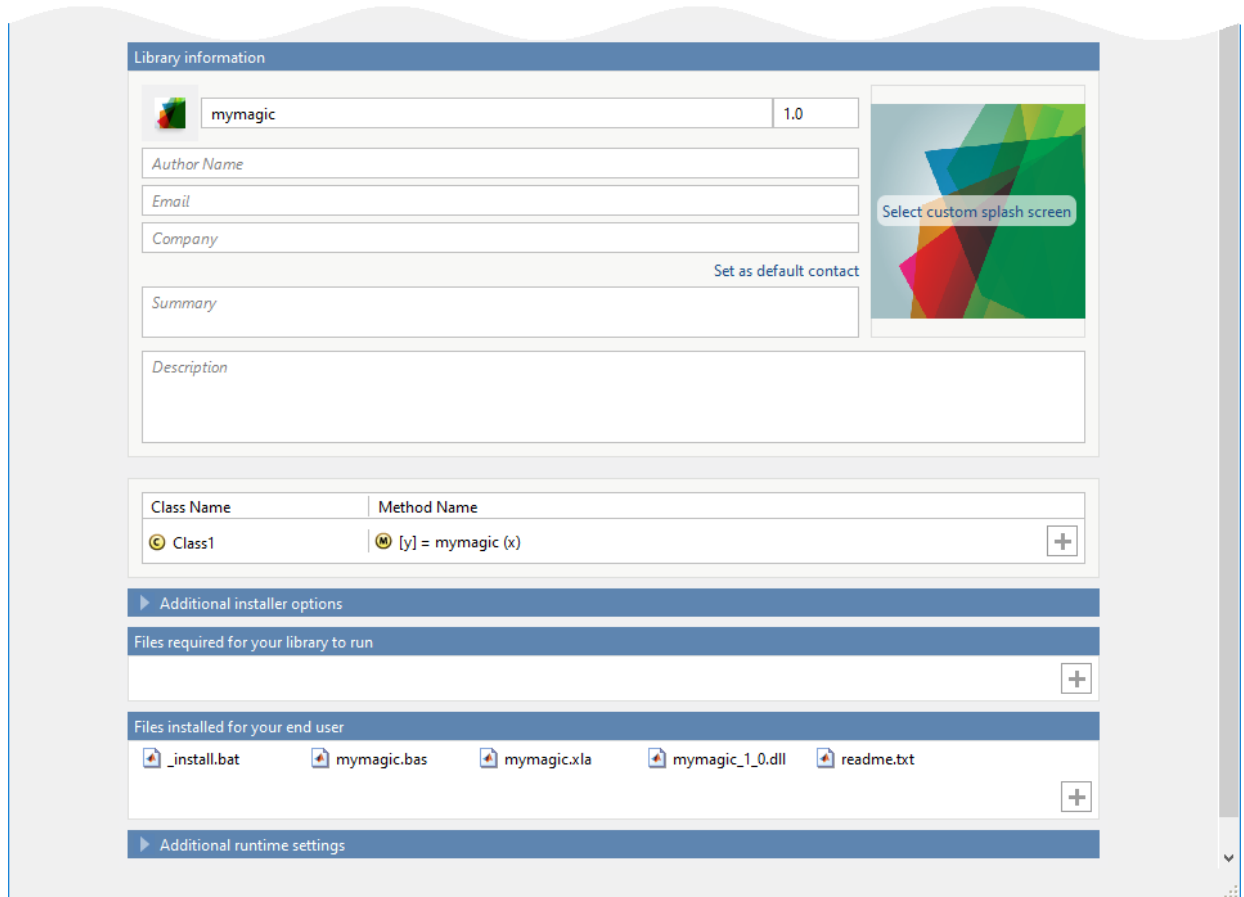 Library information
mymagic 1.0
Author Name
Email
Select custom splash screen
Company
Set as default contact
Summary
Description
Class Name Method Name
C Class1 M [y] = mymagic (x)
Additional installer options
Files required for your library to run
Files installed for your end user
_install.bat mymagic.bas mymagic.xla mymagic_1_0.dll readme.txt
Additional runtime settings